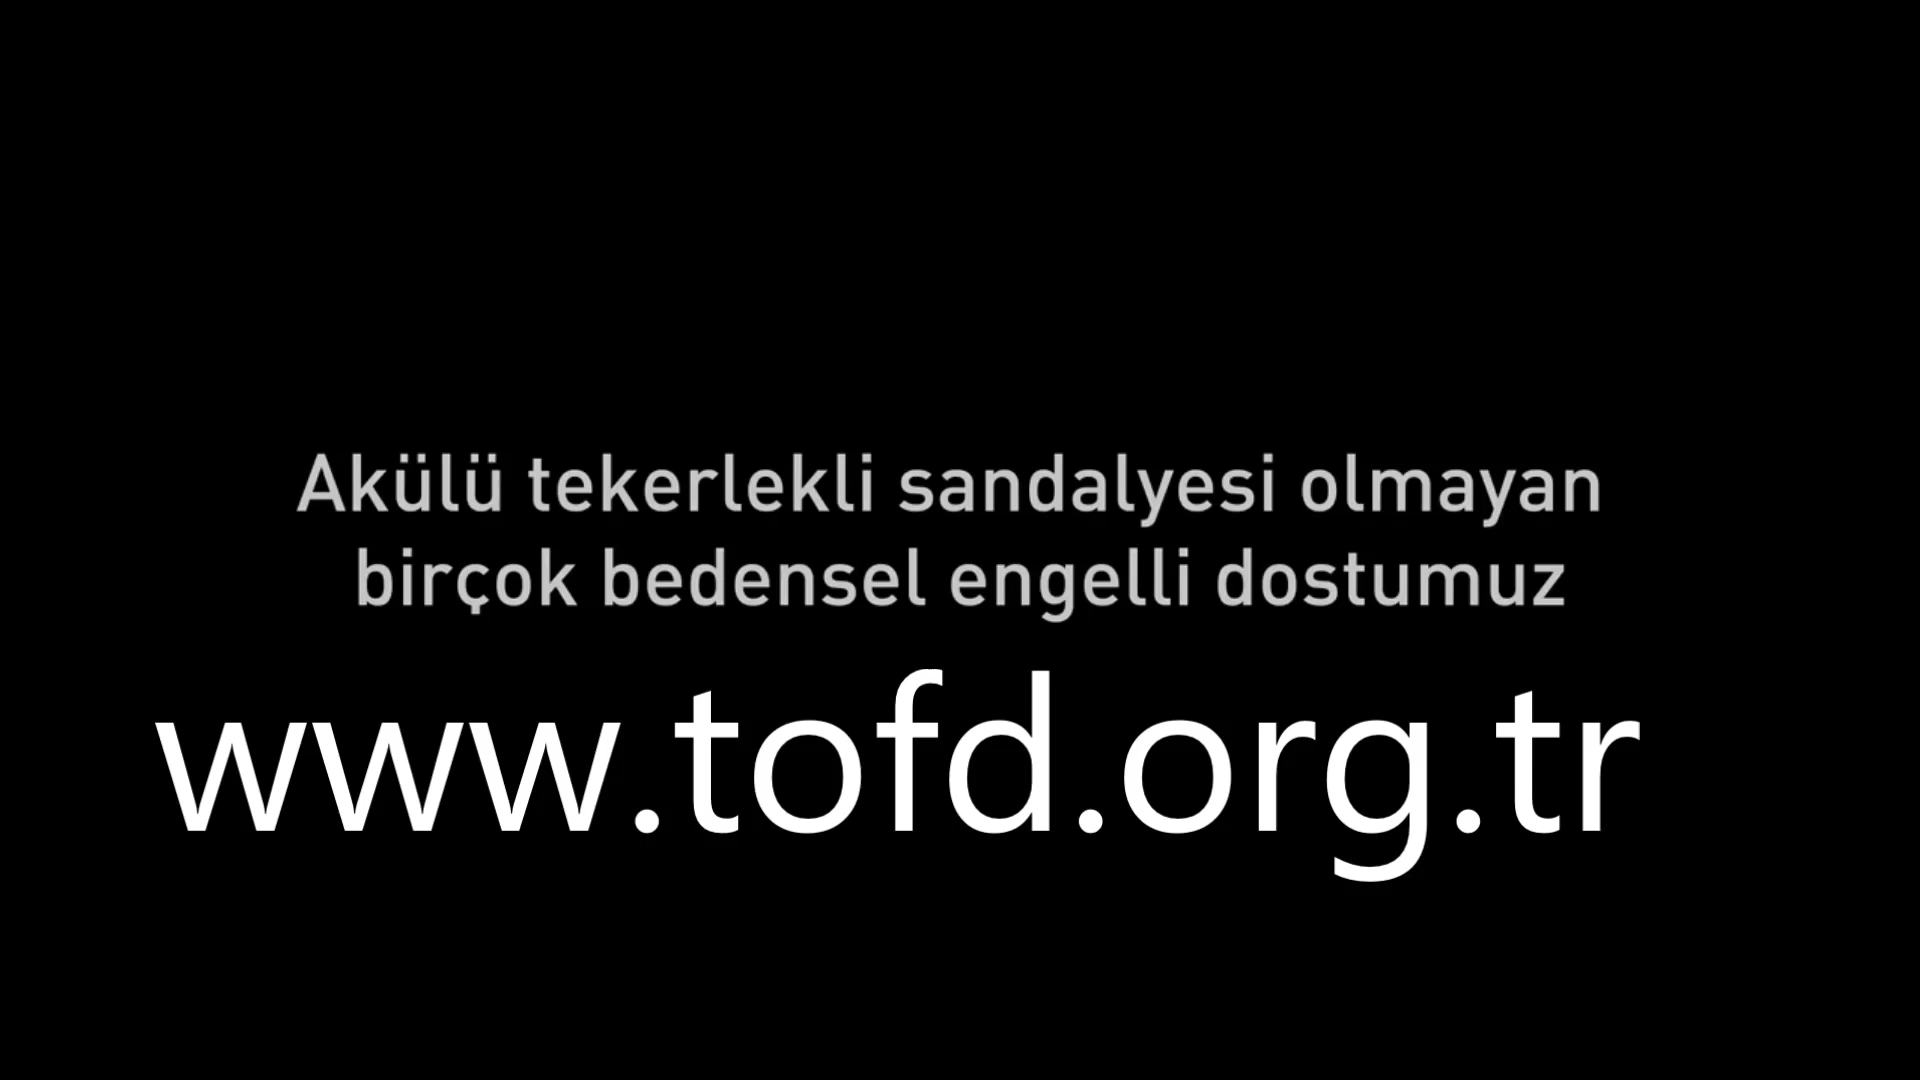 Akülü tekerlekli sandalyesi olmayan
birçok bedensel engelli dostumuz
www.tofd.org.tr